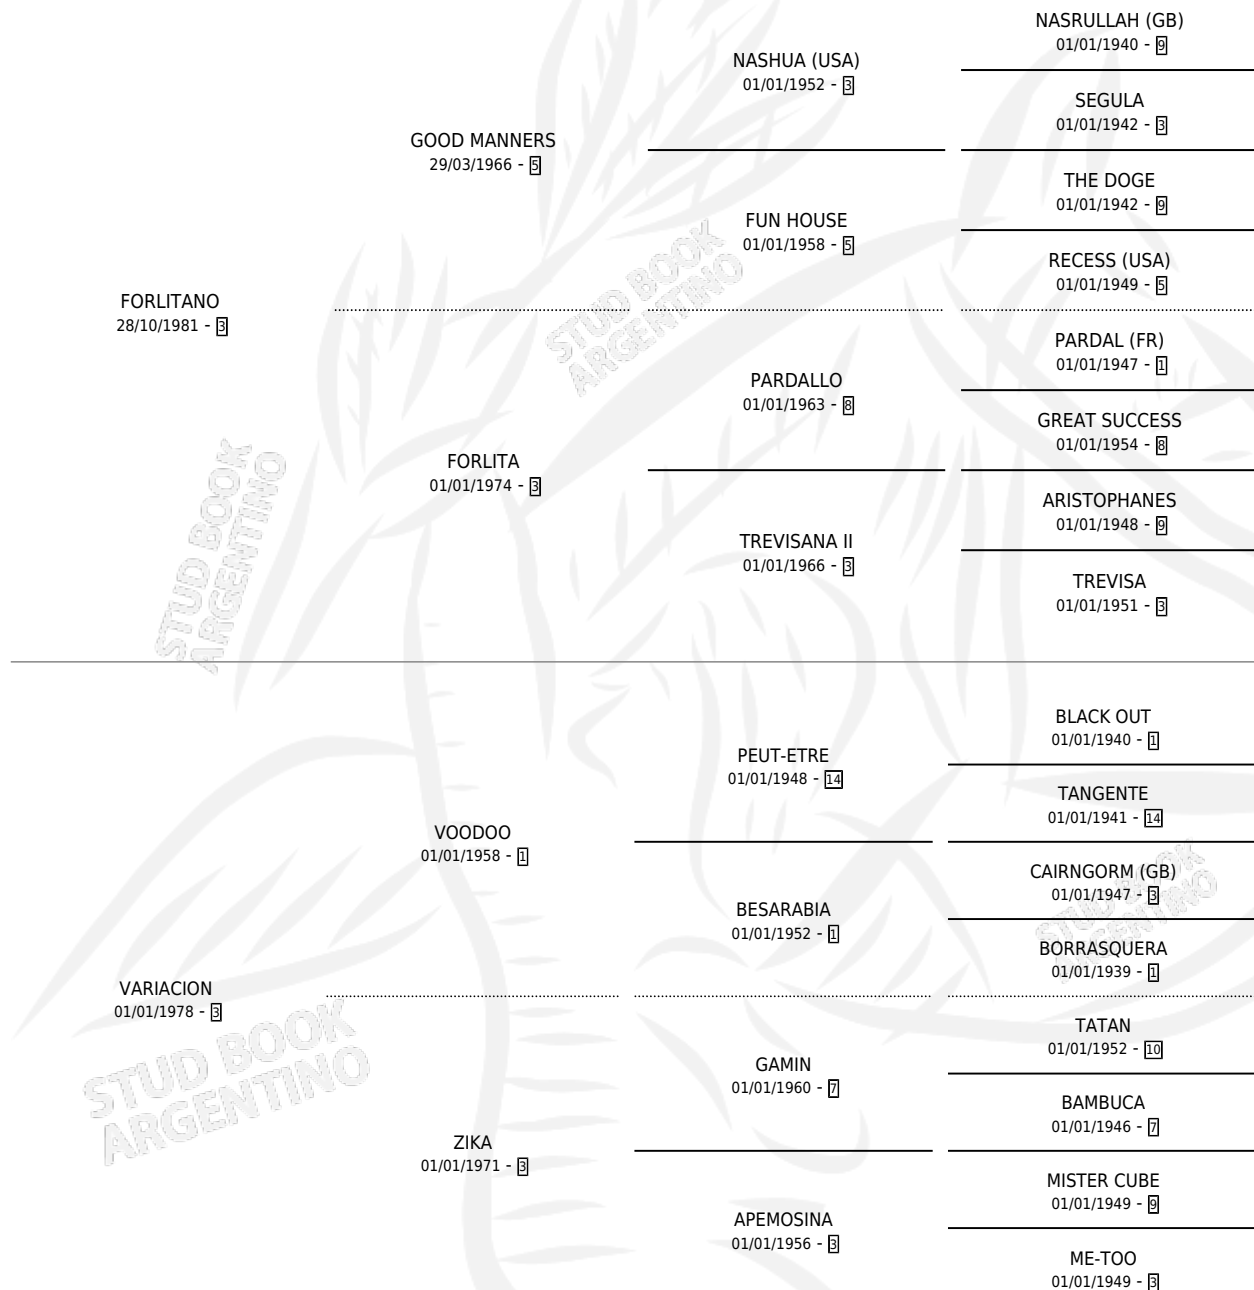 NASRULLAH (GB)
01/01/1940 - 9
NASHUA (USA)
01/01/1952 - 3
SEGULA
01/01/1942 - 3
GOOD MANNERS
29/03/1966 - 5
THE DOGE
01/01/1942 - 9
FUN HOUSE
01/01/1958 - 5
RECESS (USA)
01/01/1949 - 5
FORLITANO
28/10/1981 - 3
PARDAL (FR)
01/01/1947 - 1
PARDALLO
01/01/1963 - 8
GREAT SUCCESS
01/01/1954 - 8
FORLITA
01/01/1974 - 3
ARISTOPHANES
01/01/1948 - 9
TREVISANA II
01/01/1966 - 3
TREVISA
01/01/1951 - 3
BLACK OUT
01/01/1940 - 1
PEUT-ETRE
01/01/1948 - 14
TANGENTE
01/01/1941 - 14
VOODOO
01/01/1958 - 1
CAIRNGORM (GB)
01/01/1947 - 3
BESARABIA
01/01/1952 - 1
BORRASQUERA
01/01/1939 - 1
VARIACION
01/01/1978 - 3
TATAN
01/01/1952 - 10
GAMIN
01/01/1960 - 7
BAMBUCA
01/01/1946 - 7
ZIKA
01/01/1971 - 3
MISTER CUBE
01/01/1949 - 9
APEMOSINA
01/01/1956 - 3
ME-TOO
01/01/1949 - 3
STUD BOOK
ARGENTINO
STUD BOOK
ARGENTINO
STUD BOOK
ARGENTINO
STUD BOOK
ARGENTINO